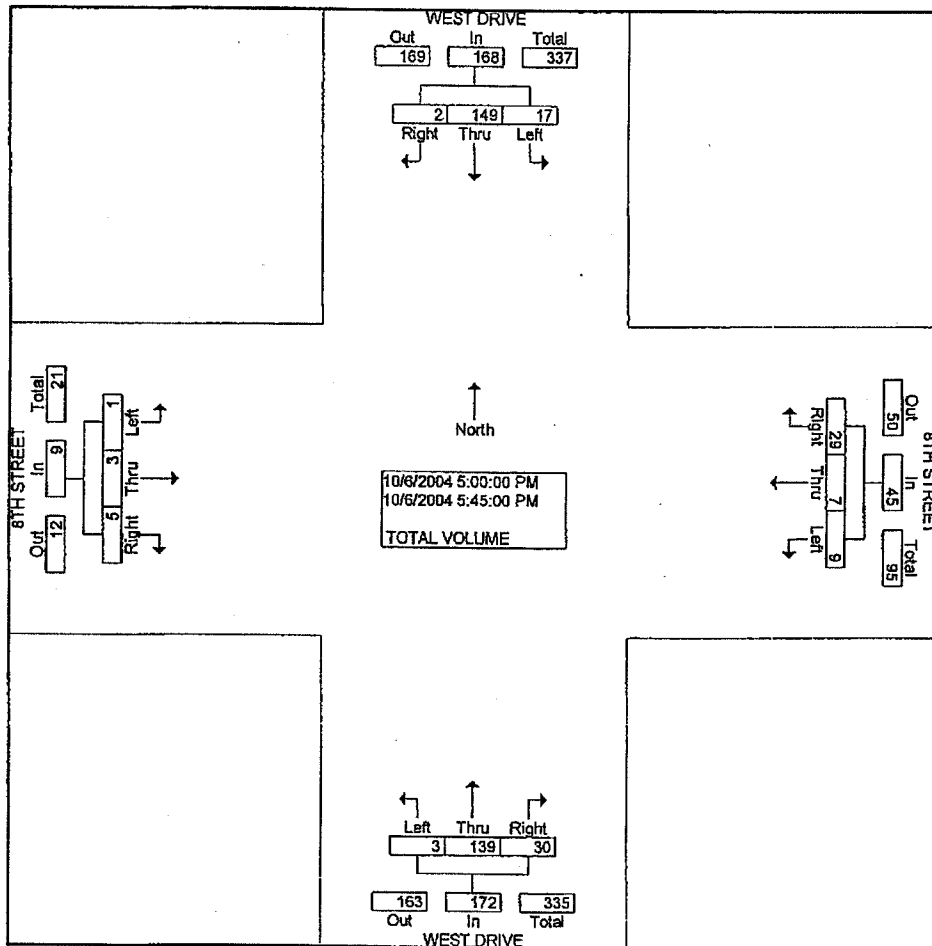 WEST DRIVE
Out In Total
169 168 337
2 149 17
Right Thru Left
8TH STREET
Total In Out
21 9 12
1 3 5
Left Thru Right
North
10/6/2004 5:00:00 PM
10/6/2004 5:45:00 PM
TOTAL VOLUME
Right Thru Left
29 7 9
Out In Total
50 45 95
8TH STREET
Left Thru Right
3 139 30
163 172 335
Out In Total
WEST DRIVE